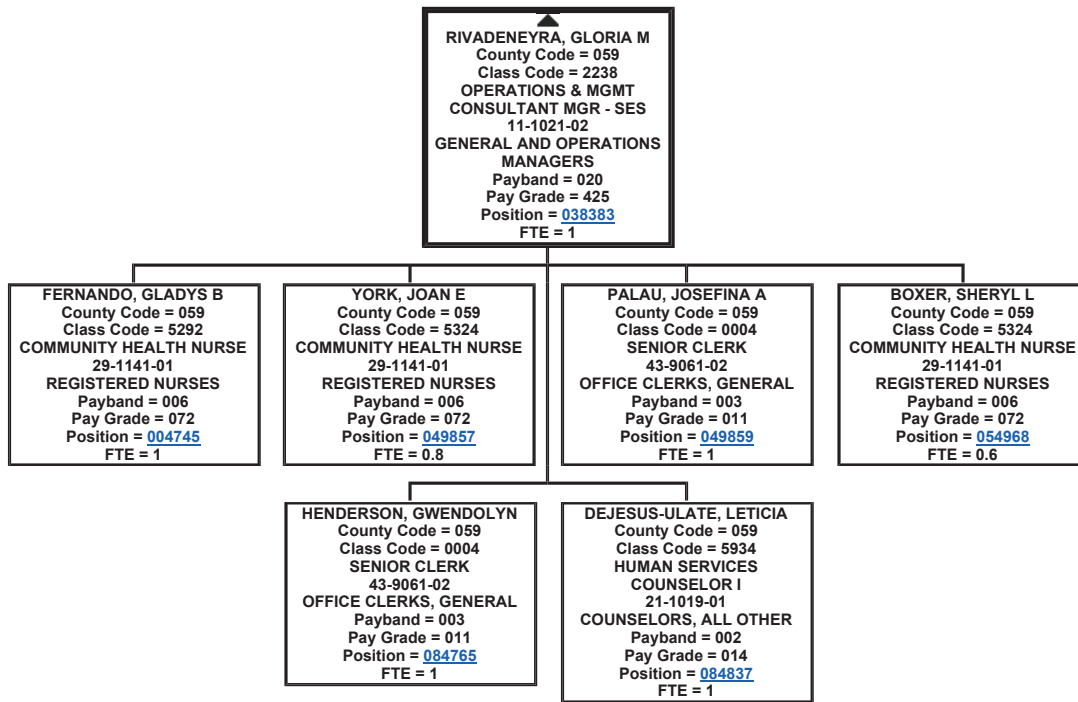 RIVADENEYRA, GLORIA M
County Code = 059
Class Code = 2238
OPERATIONS & MGMT
CONSULTANT MGR - SES
11-1021-02
GENERAL AND OPERATIONS
MANAGERS
Payband = 020
Pay Grade = 425
Position = 038383
FTE = 1
FERNANDO, GLADYS B
County Code = 059
Class Code = 5292
COMMUNITY HEALTH NURSE
29-1141-01
REGISTERED NURSES
Payband = 006
Pay Grade = 072
Position = 004745
FTE = 1
YORK, JOAN E
County Code = 059
Class Code = 5324
COMMUNITY HEALTH NURSE
29-1141-01
REGISTERED NURSES
Payband = 006
Pay Grade = 072
Position = 049857
FTE = 0.8
PALAU, JOSEFINA A
County Code = 059
Class Code = 0004
SENIOR CLERK
43-9061-02
OFFICE CLERKS, GENERAL
Payband = 003
Pay Grade = 011
Position = 049859
FTE = 1
BOXER, SHERYL L
County Code = 059
Class Code = 5324
COMMUNITY HEALTH NURSE
29-1141-01
REGISTERED NURSES
Payband = 006
Pay Grade = 072
Position = 054968
FTE = 0.6
HENDERSON, GWENDOLYN
County Code = 059
Class Code = 0004
SENIOR CLERK
43-9061-02
OFFICE CLERKS, GENERAL
Payband = 003
Pay Grade = 011
Position = 084765
FTE = 1
DEJESUS-ULATE, LETICIA
County Code = 059
Class Code = 5934
HUMAN SERVICES
COUNSELOR I
21-1019-01
COUNSELORS, ALL OTHER
Payband = 002
Pay Grade = 014
Position = 084837
FTE = 1